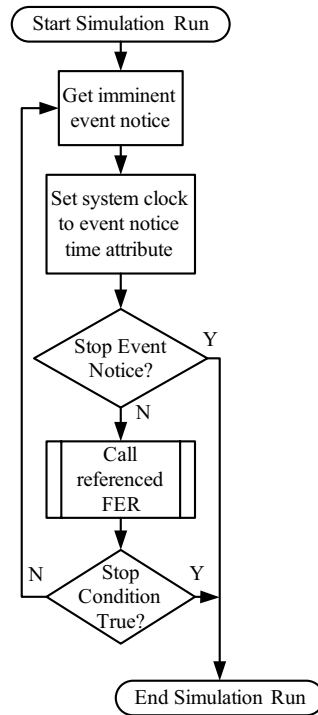 Start Simulation Run
Get imminent
event notice
Set system clock
to event notice
time attribute
Stop Event
Notice?
Y
N
Call
referenced
FER
N
Stop
Condition
True?
Y
End Simulation Run